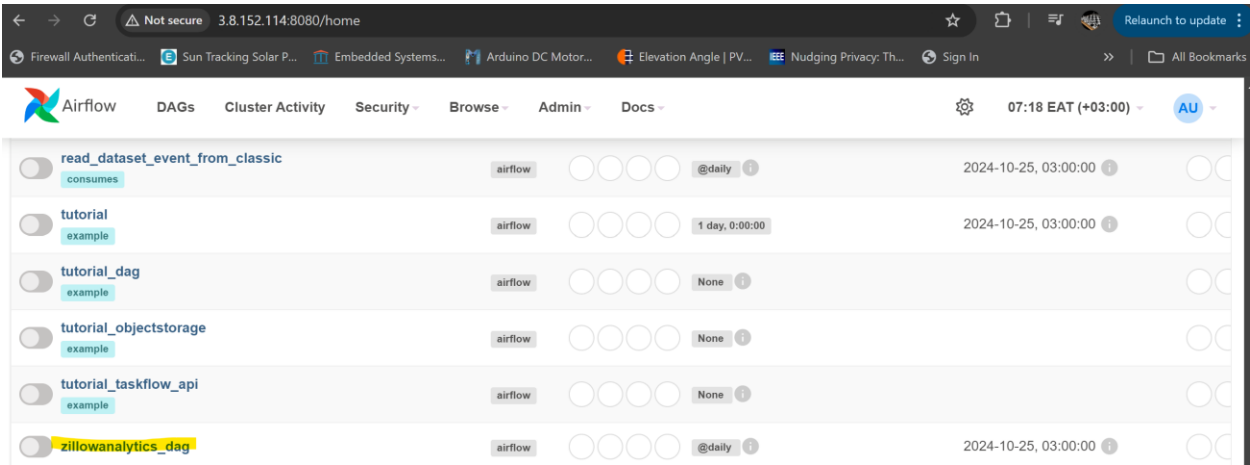 Not secure 3.8.152.114:8080/home Relaunch to update
Firewall Authenticati... Sun Tracking Solar P... Embedded Systems... Arduino DC Motor... Elevation Angle | PV... Nudging Privacy: Th... Sign In » All Bookmarks
Airflow DAGs Cluster Activity Security Browse Admin Docs 07:18 EAT (+03:00) AU
read_dataset_event_from_classic
consumes
airflow @daily 2024-10-25, 03:00:00
tutorial
example
airflow 1 day, 0:00:00 2024-10-25, 03:00:00
tutorial_dag
example
airflow None
tutorial_objectstorage
example
airflow None
tutorial_taskflow_api
example
airflow None
zillowanalytics_dag airflow @daily 2024-10-25, 03:00:00